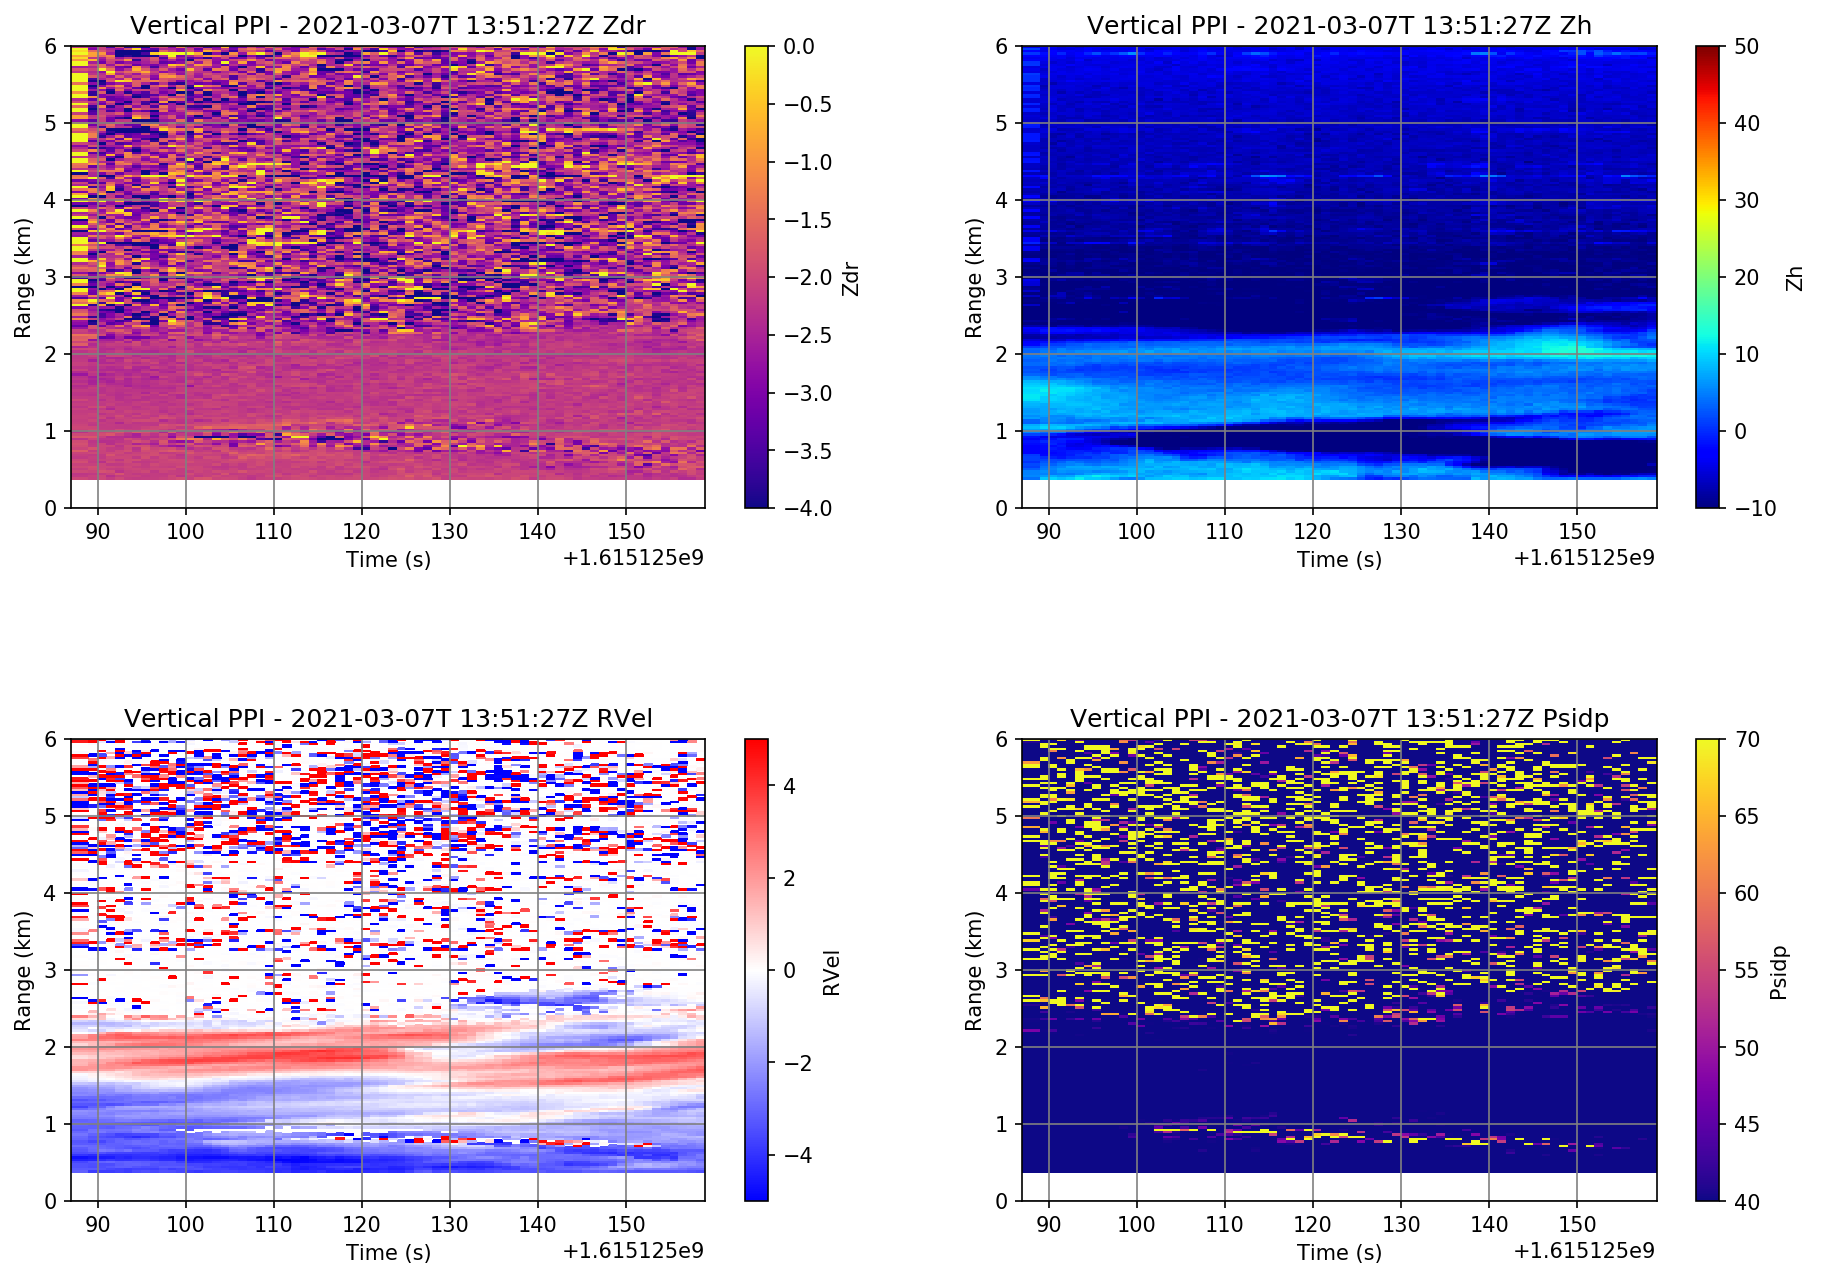 Vertical PPI - 2021-03-07T 13:51:27Z Zdr
6
5
4
3
2
1
0
Range (km)
90 100 110 120 130 140 150
Time (s)
+1.615125e9
0.0
−0.5
−1.0
−1.5
−2.0
−2.5
−3.0
−3.5
−4.0
Zdr
Vertical PPI - 2021-03-07T 13:51:27Z Zh
6
5
4
3
2
1
0
Range (km)
90 100 110 120 130 140 150
Time (s)
+1.615125e9
50
40
30
20
10
0
−10
Zh
Vertical PPI - 2021-03-07T 13:51:27Z RVel
6
5
4
3
2
1
0
Range (km)
90 100 110 120 130 140 150
Time (s)
+1.615125e9
4
2
0
−2
−4
RVel
Vertical PPI - 2021-03-07T 13:51:27Z Psidp
6
5
4
3
2
1
0
Range (km)
90 100 110 120 130 140 150
Time (s)
+1.615125e9
70
65
60
55
50
45
40
Psidp